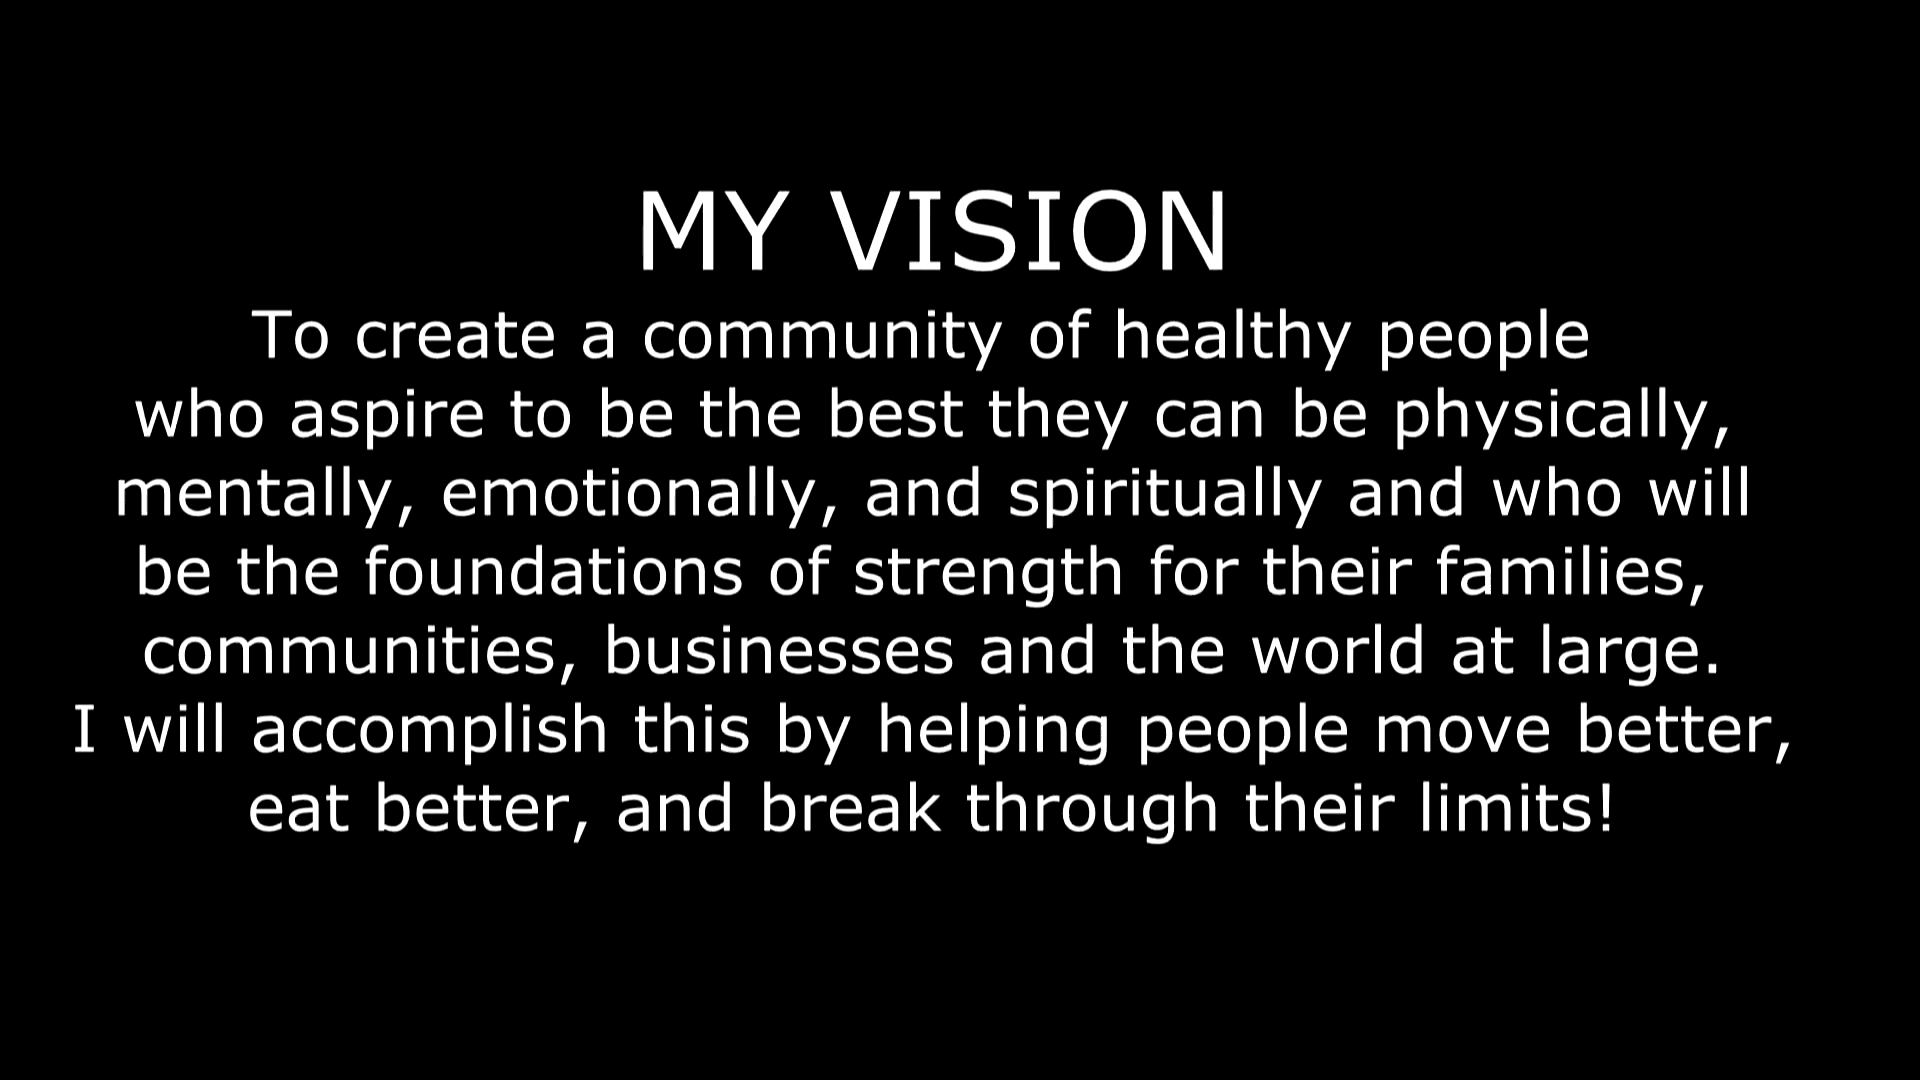 MY VISION
To create a community of healthy people
who aspire to be the best they can be physically,
mentally, emotionally, and spiritually and who will
be the foundations of strength for their families,
communities, businesses and the world at large.
I will accomplish this by helping people move better,
eat better, and break through their limits!